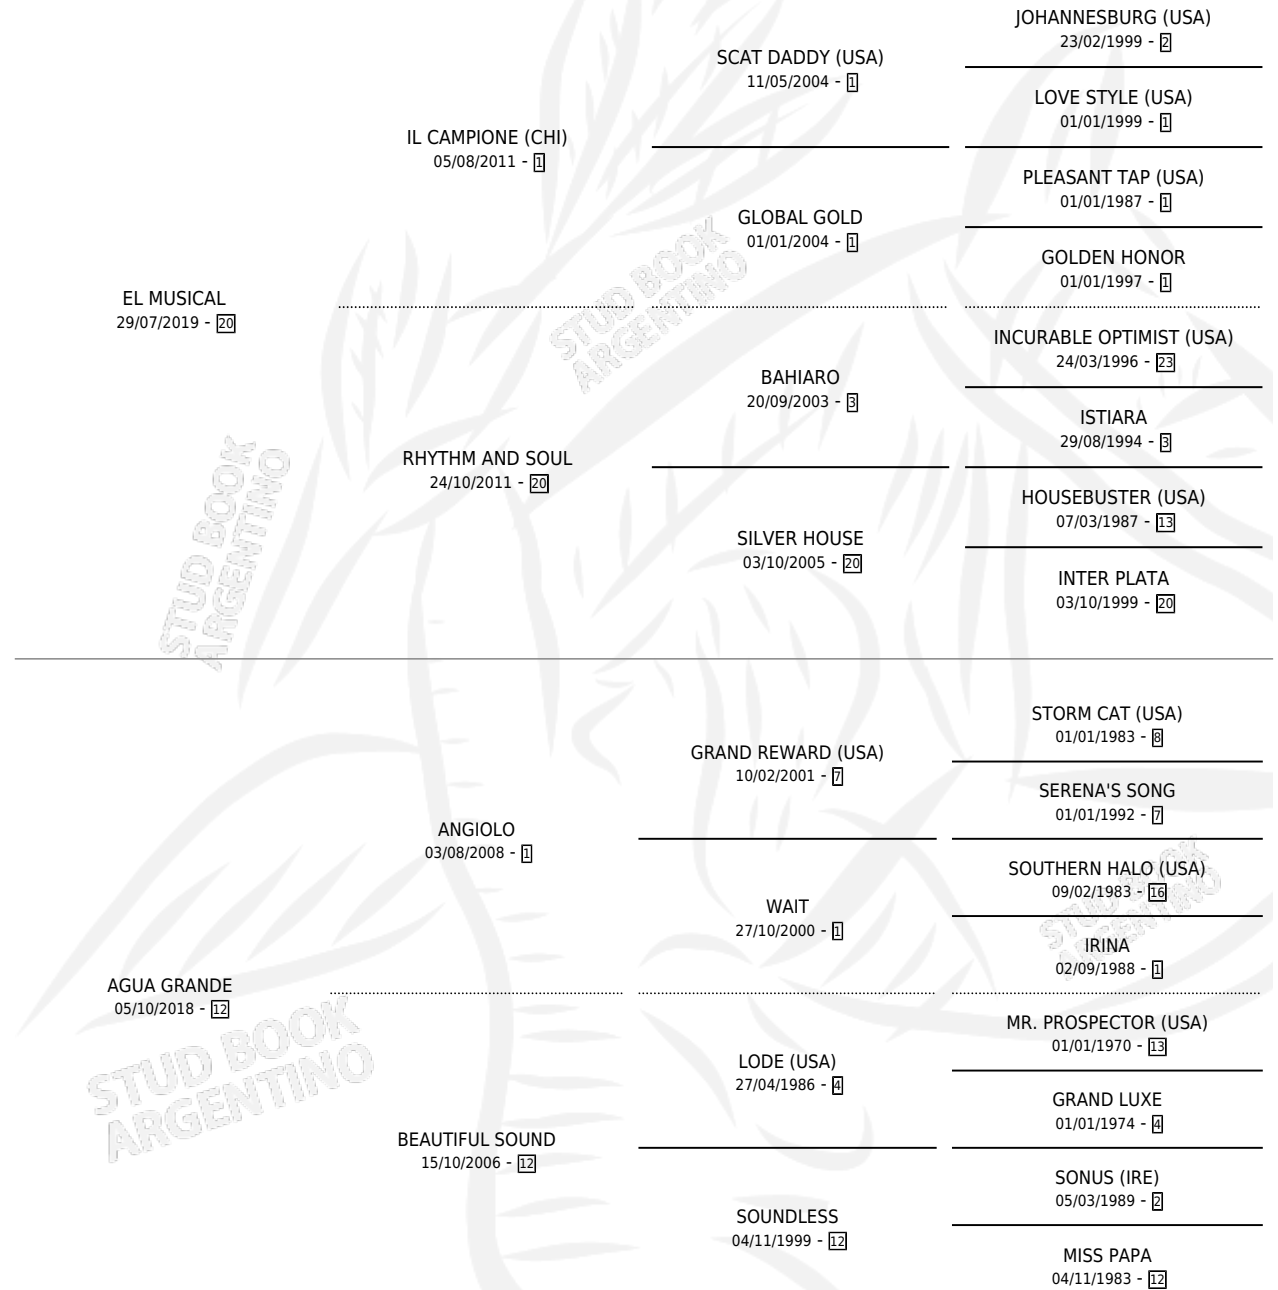 JOHANNESBURG (USA)
23/02/1999 - 2
SCAT DADDY (USA)
11/05/2004 - 1
LOVE STYLE (USA)
01/01/1999 - 1
IL CAMPIONE (CHI)
05/08/2011 - 1
PLEASANT TAP (USA)
01/01/1987 - 1
GLOBAL GOLD
01/01/2004 - 1
GOLDEN HONOR
01/01/1997 - 1
EL MUSICAL
29/07/2019 - 20
STUD BOOK
ARGENTINO
INCURABLE OPTIMIST (USA)
24/03/1996 - 23
BAHIARO
20/09/2003 - 3
ISTIARA
29/08/1994 - 3
RHYTHM AND SOUL
24/10/2011 - 20
HOUSEBUSTER (USA)
07/03/1987 - 13
SILVER HOUSE
03/10/2005 - 20
INTER PLATA
03/10/1999 - 20
STUD BOOK
ARGENTINO
STORM CAT (USA)
01/01/1983 - 8
GRAND REWARD (USA)
10/02/2001 - 7
SERENA'S SONG
01/01/1992 - 7
ANGIOLO
03/08/2008 - 1
SOUTHERN HALO (USA)
09/02/1983 - 16
WAIT
27/10/2000 - 1
STUD BOOK
ARGENTINO
IRINA
02/09/1988 - 1
AGUA GRANDE
05/10/2018 - 12
STUD BOOK
ARGENTINO
MR. PROSPECTOR (USA)
01/01/1970 - 13
LODE (USA)
27/04/1986 - 4
GRAND LUXE
01/01/1974 - 4
BEAUTIFUL SOUND
15/10/2006 - 12
SONUS (IRE)
05/03/1989 - 2
SOUNDLESS
04/11/1999 - 12
MISS PAPA
04/11/1983 - 12